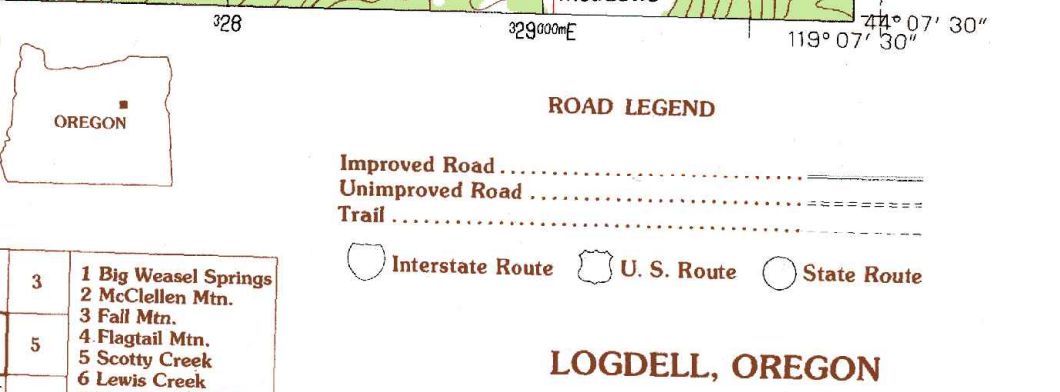 ³28
³29⁰⁰⁰ᵐE
44° 07' 30"
119° 07' 30"
OREGON
ROAD LEGEND
Improved Road
Unimproved Road
Trail
Interstate Route
U. S. Route
State Route
3
5
1 Big Weasel Springs
2 McClellen Mtn.
3 Fall Mtn.
4 Flagtail Mtn.
5 Scotty Creek
6 Lewis Creek
LOGDELL, OREGON